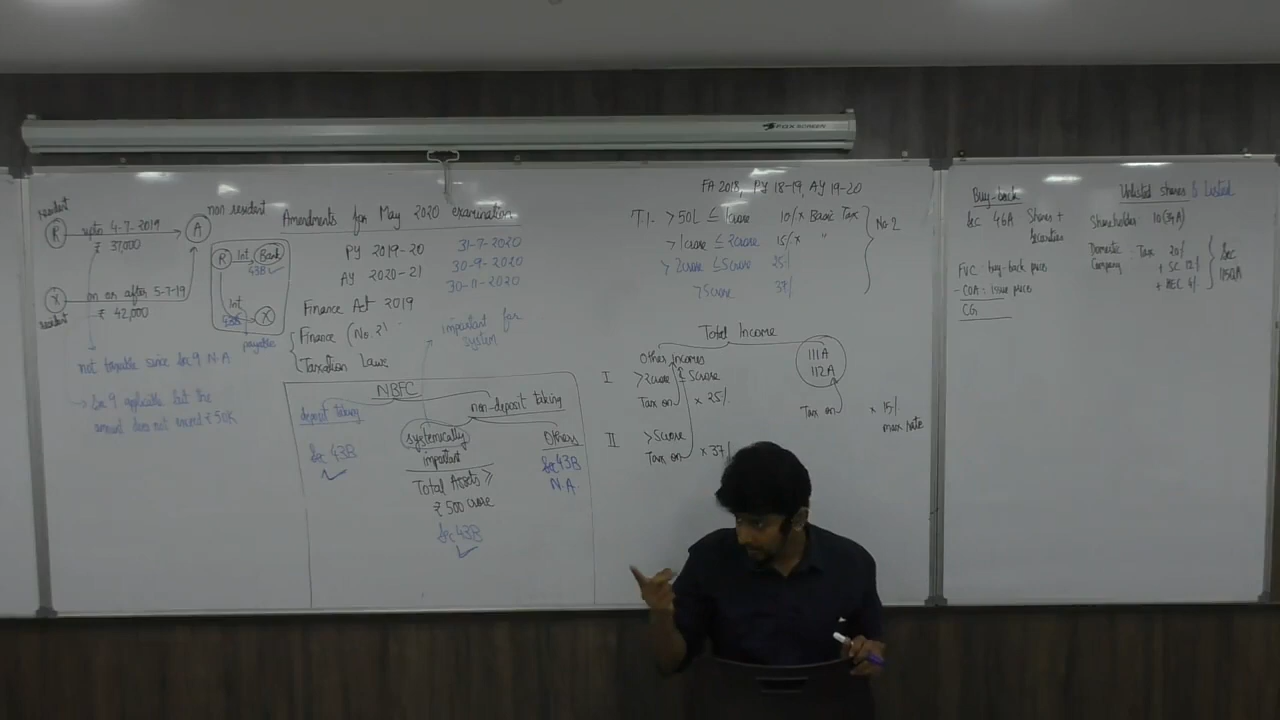 FOX SCREEN
resident
non resident
R upto 4-7-2019 A
₹ 37,000
R Int Bank
43B ✓
Int
43B X
payables
Y on or after 5-7-19
resident
₹ 42,000
not taxable since Sec 9 N.A
→ Sec 9 applicable but the
amount does not exceed ₹ 50K
Amendments for May 2020 examination
PY 2019-20 31-7-2020
AY 2020-21 30-9-2020
30-11-2020
Finance Act 2019
Finance (No. 2)
Taxation Laws
important for
system
NBFC
deposit taking
non-deposit taking
Sec 43B
✓
systemically
important
Total Assets ≥
₹ 500 crore
Sec 43B
✓
Others
Sec 43B
N.A.
FA 2018, PY 18-19, AY 19-20
T.I. > 50L ≤ 1crore 10% x Basic Tax
> 1crore ≤ 2crore 15% x "
> 2crore ≤ 5crore 25%
> 5crore 37%
No. 2
Total Income
Other incomes
111A
112A
I > 2crore ≤ 5crore
Tax on x 25%
Tax on x 15%
max rate
II > 5crore
Tax on x 37%
Buy-back
Sec 46A Shares +
Securities
FVC : buy-back price
- COA : issue price
CG
Unlisted shares & Listed
Shareholder 10(34A)
Domestic Company : Tax 20%
+ SC 12%
+ HEC 4%
Sec
115QA